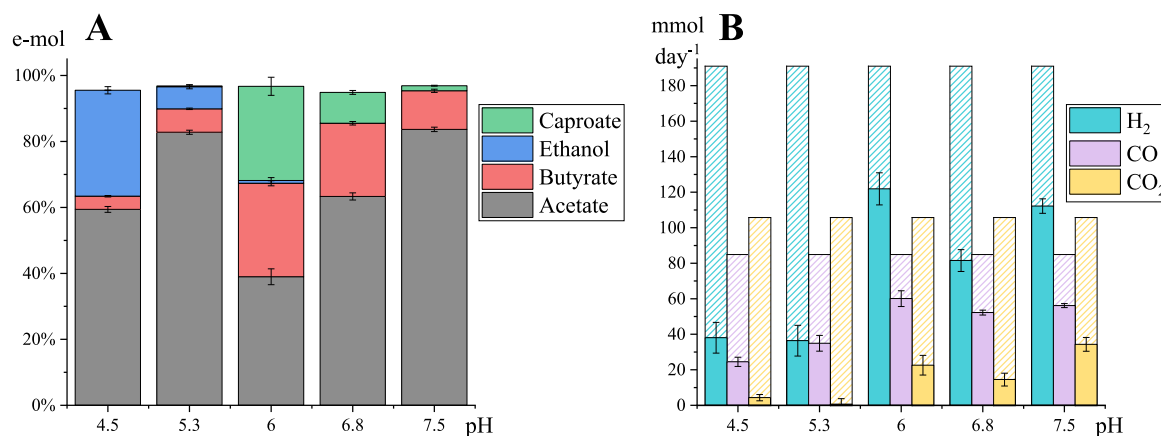 A
e-mol
100%
80%
60%
40%
20%
0%
4.5
5.3
6
6.8
7.5
pH
Caproate
Ethanol
Butyrate
Acetate
B
mmol
day⁻¹
180
160
140
120
100
80
60
40
20
0
4.5
5.3
6
6.8
7.5
pH
H₂
CO
CO₂